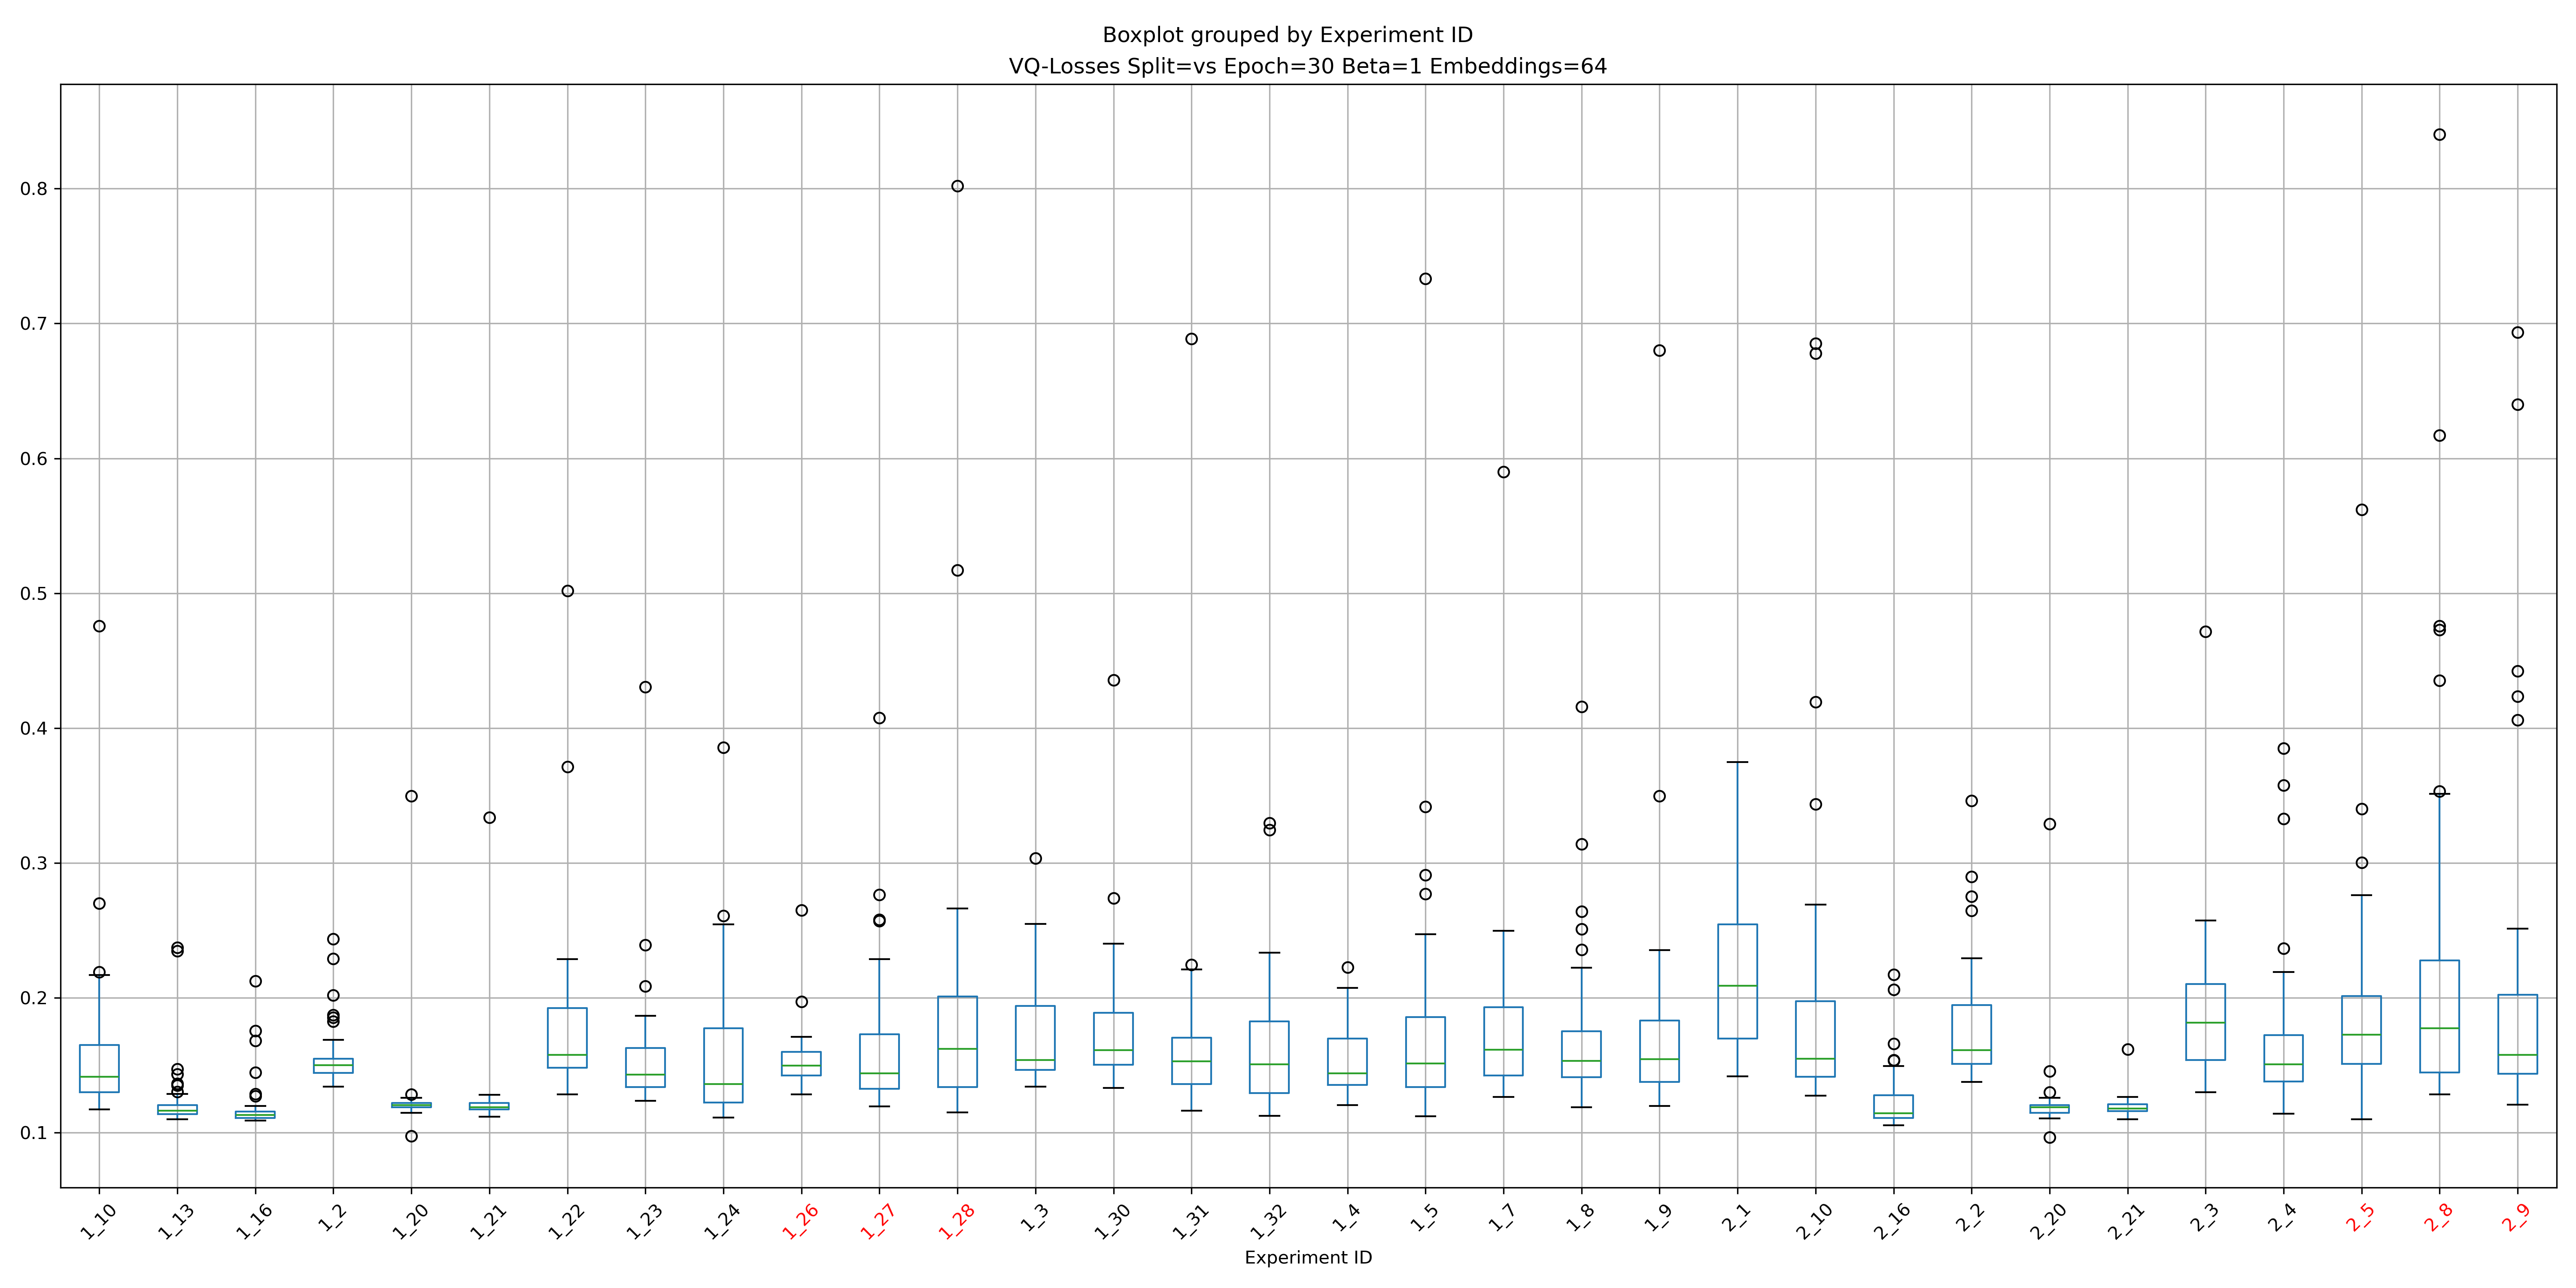 Boxplot grouped by Experiment ID
VQ-Losses Split=vs Epoch=30 Beta=1 Embeddings=64
0.8
0.7
0.6
0.5
0.4
0.3
0.2
0.1
1_10 1_13 1_16 1_2 1_20 1_21 1_22 1_23 1_24 1_26 1_27 1_28 1_3 1_30 1_31 1_32 1_4 1_5 1_7 1_8 1_9 2_1 2_10 2_16 2_2 2_20 2_21 2_3 2_4 2_5 2_8 2_9
Experiment ID